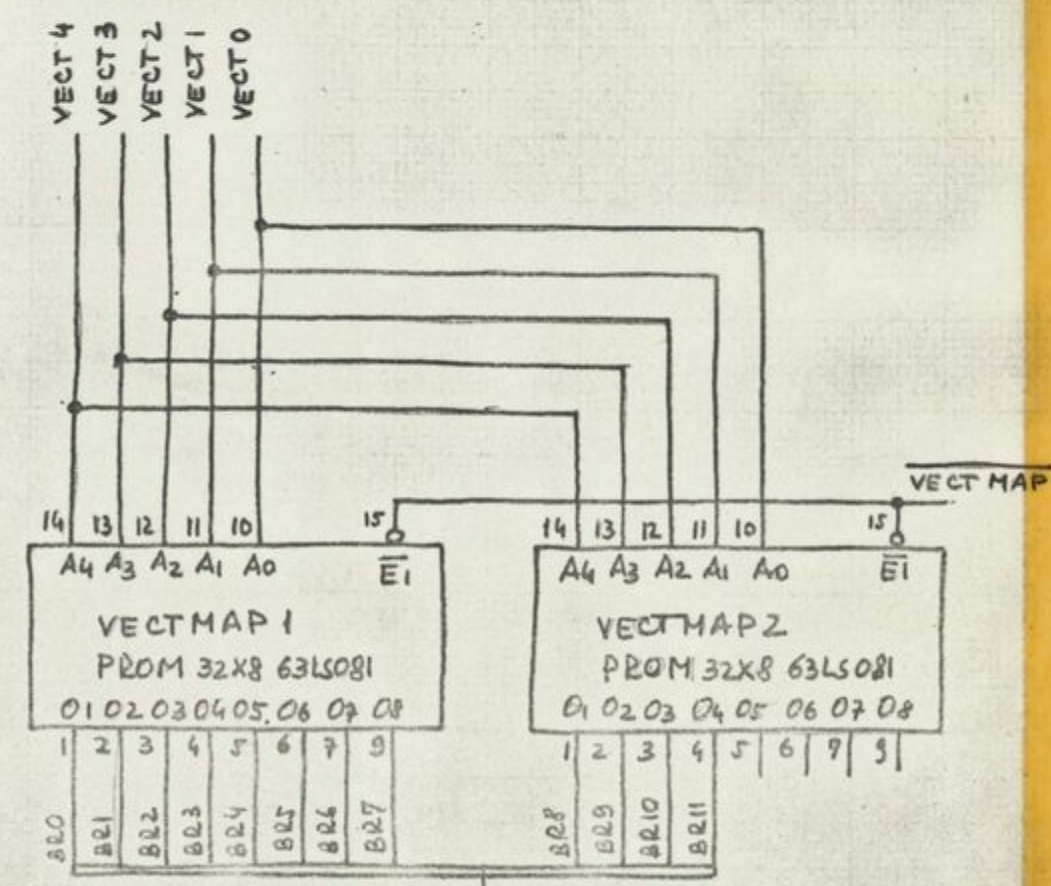 VECT 4 VECT 3 VECT 2 VECT 1 VECT 0
VECT MAP
14 13 12 11 10 15 14 13 12 11 10 15
A4 A3 A2 A1 A0 E1 A4 A3 A2 A1 A0 E1
VECTMAP 1 VECTMAP 2
PROM 32X8 63LS081 PROM 32X8 63LS081
O1 O2 O3 O4 O5. O6 O7 O8 O1 O2 O3 O4 O5 O6 O7 O8
1 2 3 4 5 6 7 9 1 2 3 4 5 6 7 9
BR0 BR1 BR2 BR3 BR4 BR5 BR6 BR7 BR8 BR9 BR10 BR11